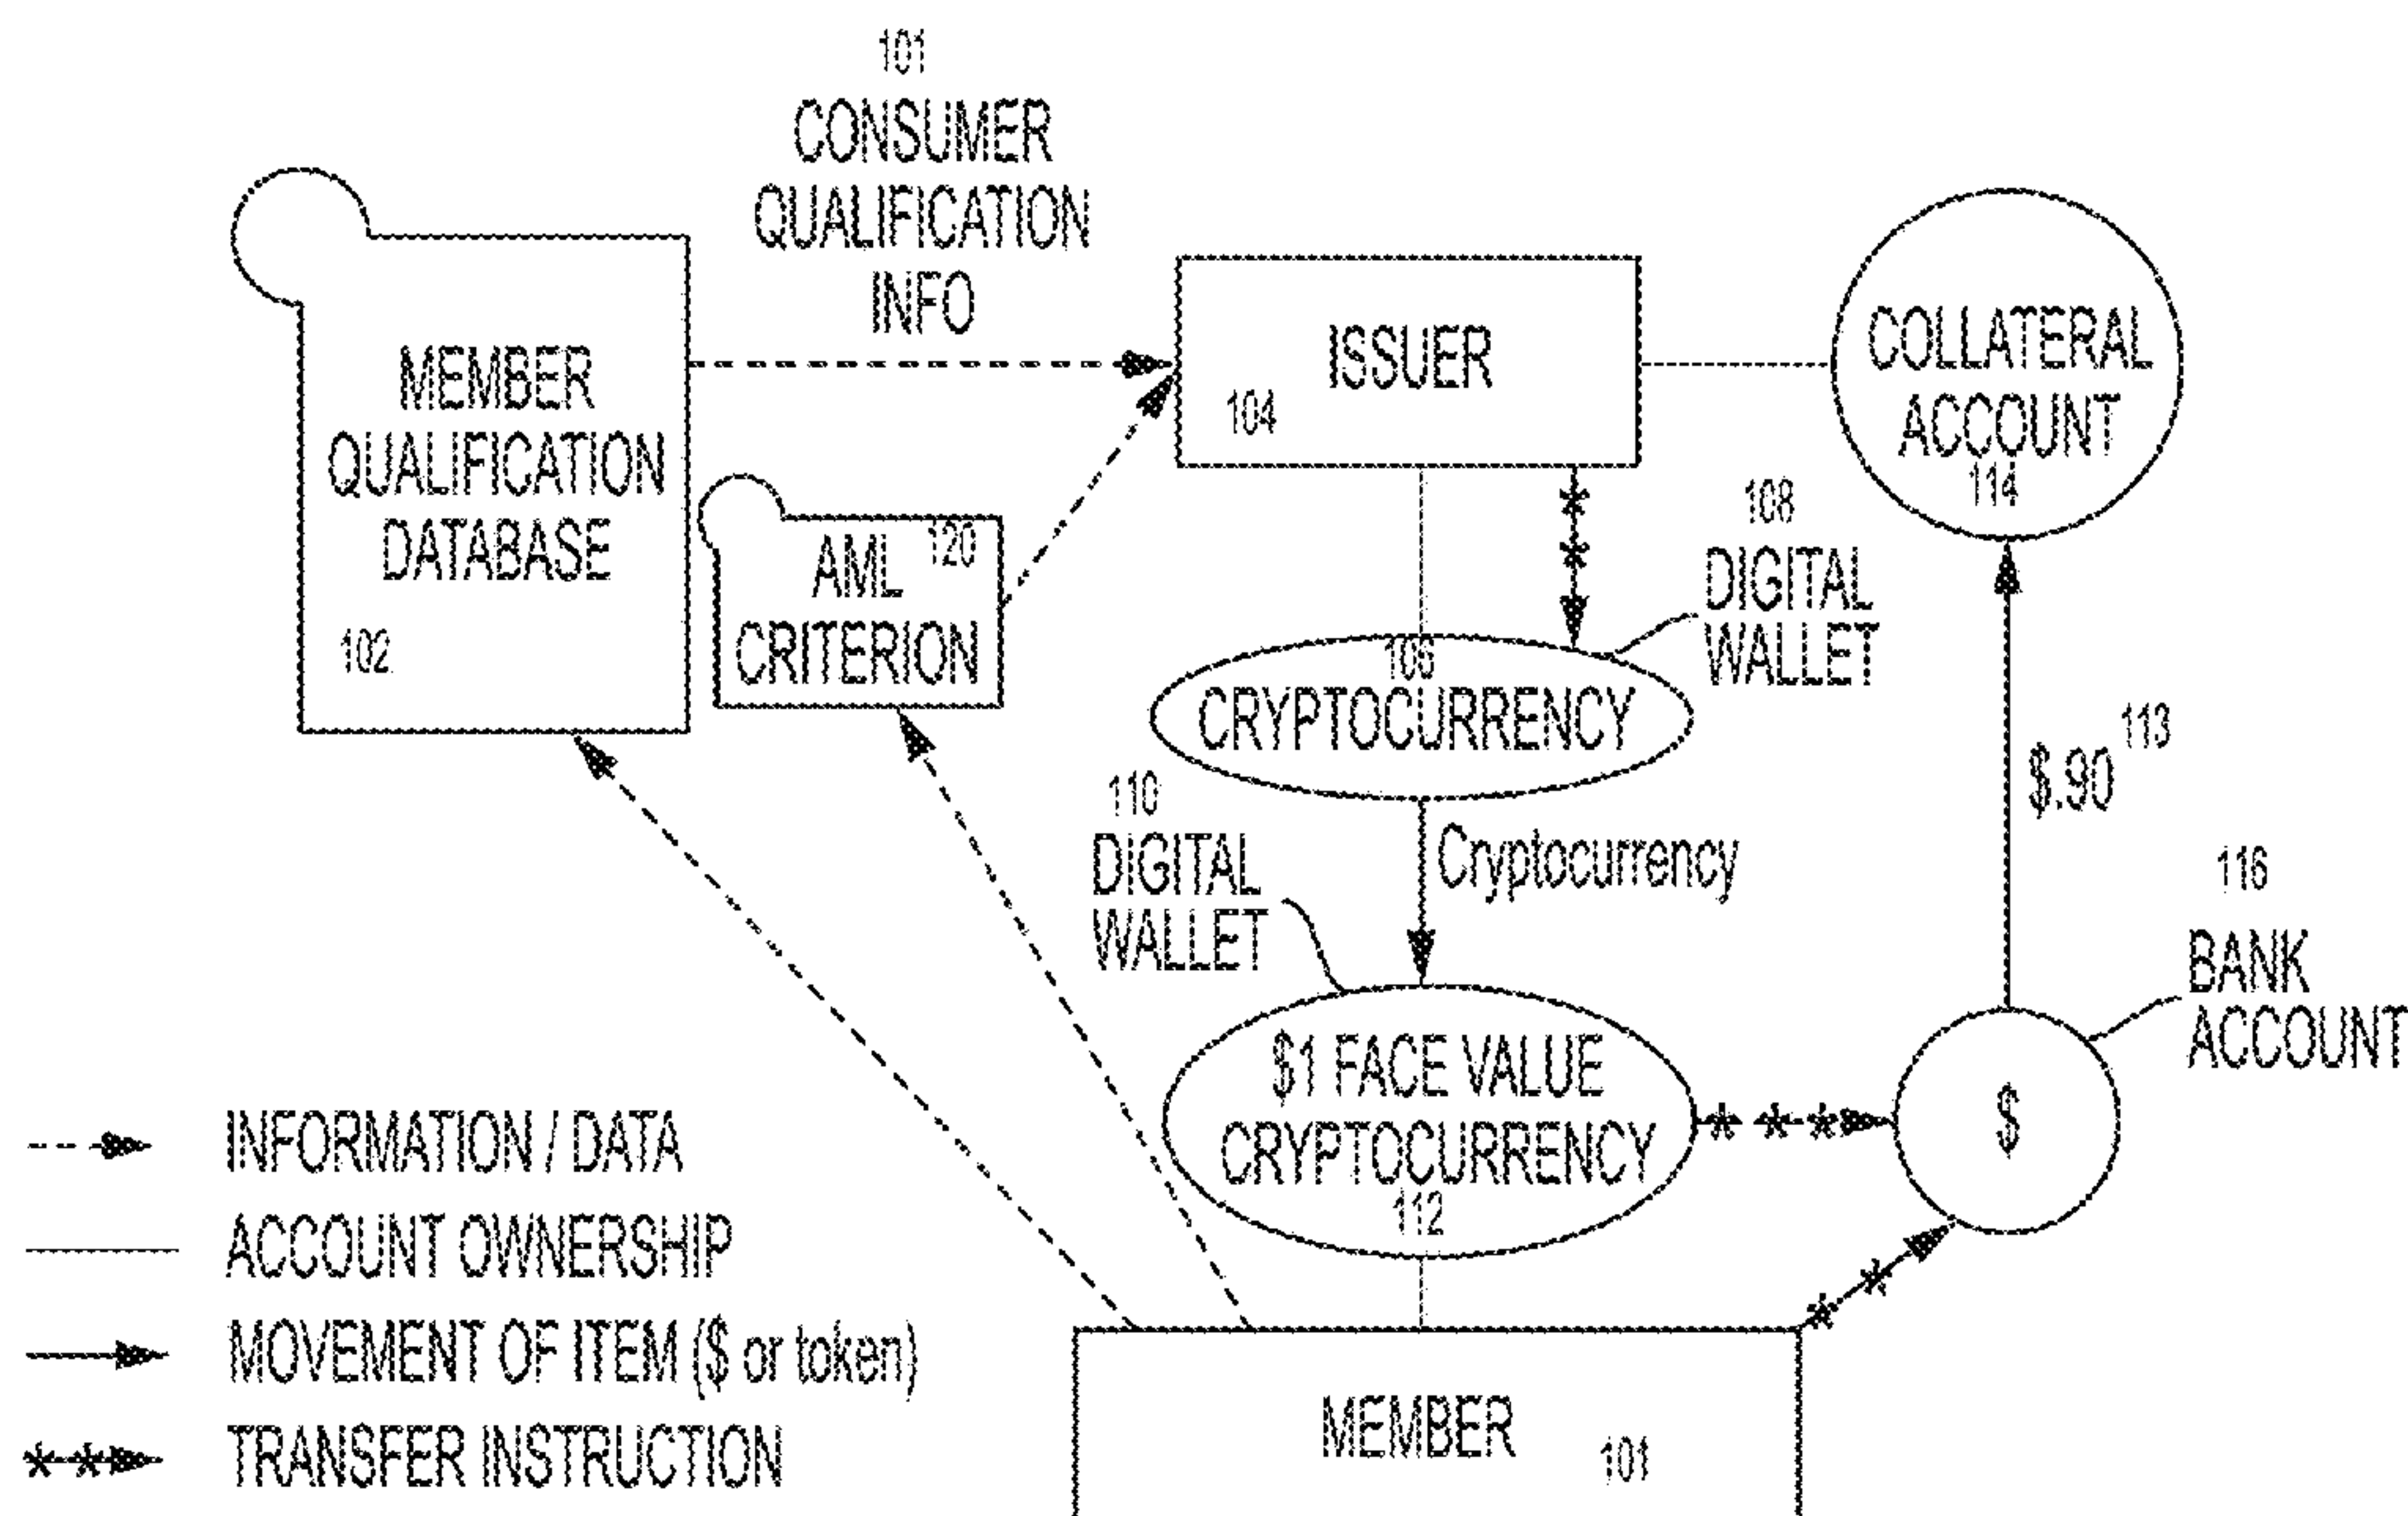 101
CONSUMER
QUALIFICATION
INFO
MEMBER
QUALIFICATION
DATABASE
102
AML 120
CRITERION
ISSUER
104
COLLATERAL
ACCOUNT
114
108
DIGITAL
WALLET
106
CRYPTOCURRENCY
110
DIGITAL
WALLET
Cryptocurrency
$.90 113
116
BANK
ACCOUNT
$1 FACE VALUE
CRYPTOCURRENCY
112
$
INFORMATION / DATA
ACCOUNT OWNERSHIP
MOVEMENT OF ITEM ($ or token)
TRANSFER INSTRUCTION
MEMBER
101